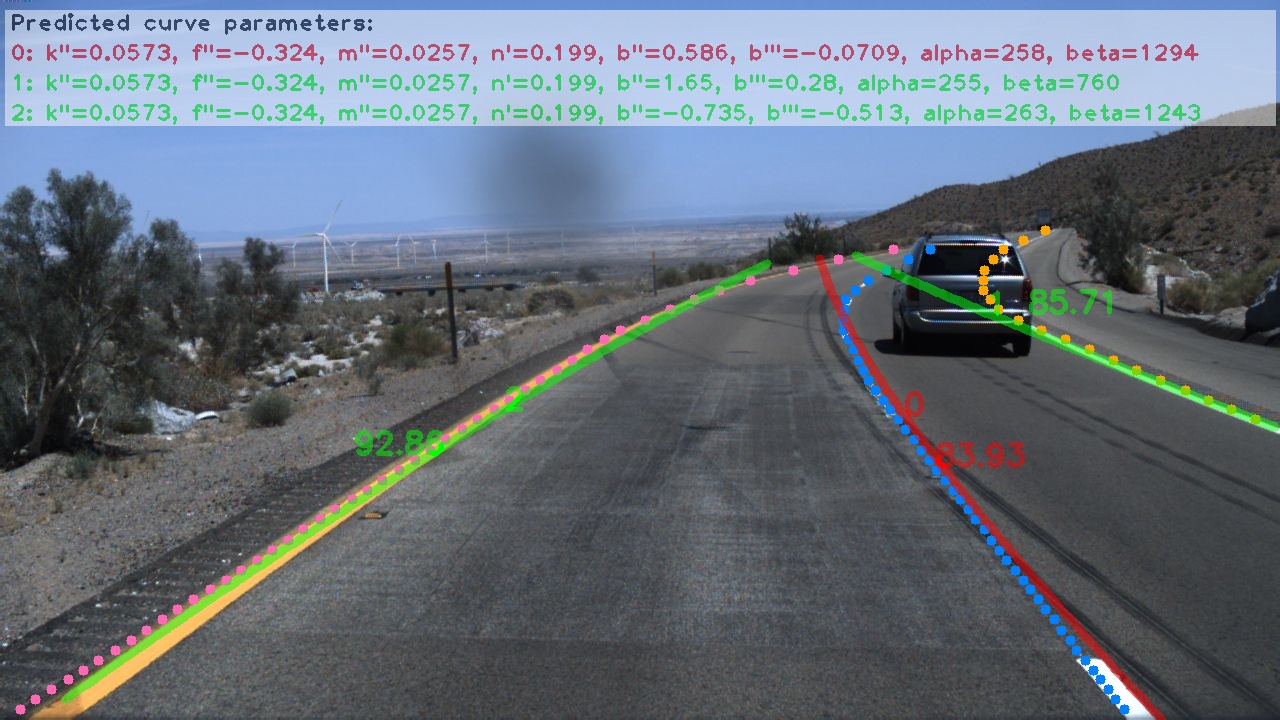 Predicted curve parameters:
0: k''=0.0573, f''=−0.324, m''=0.0257, n'=0.199, b''=0.586, b'''=−0.0709, alpha=258, beta=1294
1: k''=0.0573, f''=−0.324, m''=0.0257, n'=0.199, b''=1.65, b'''=0.28, alpha=255, beta=760
2: k''=0.0573, f''=−0.324, m''=0.0257, n'=0.199, b''=−0.735, b'''=−0.513, alpha=263, beta=1243
1
85.71
2
0
92.86
83.93